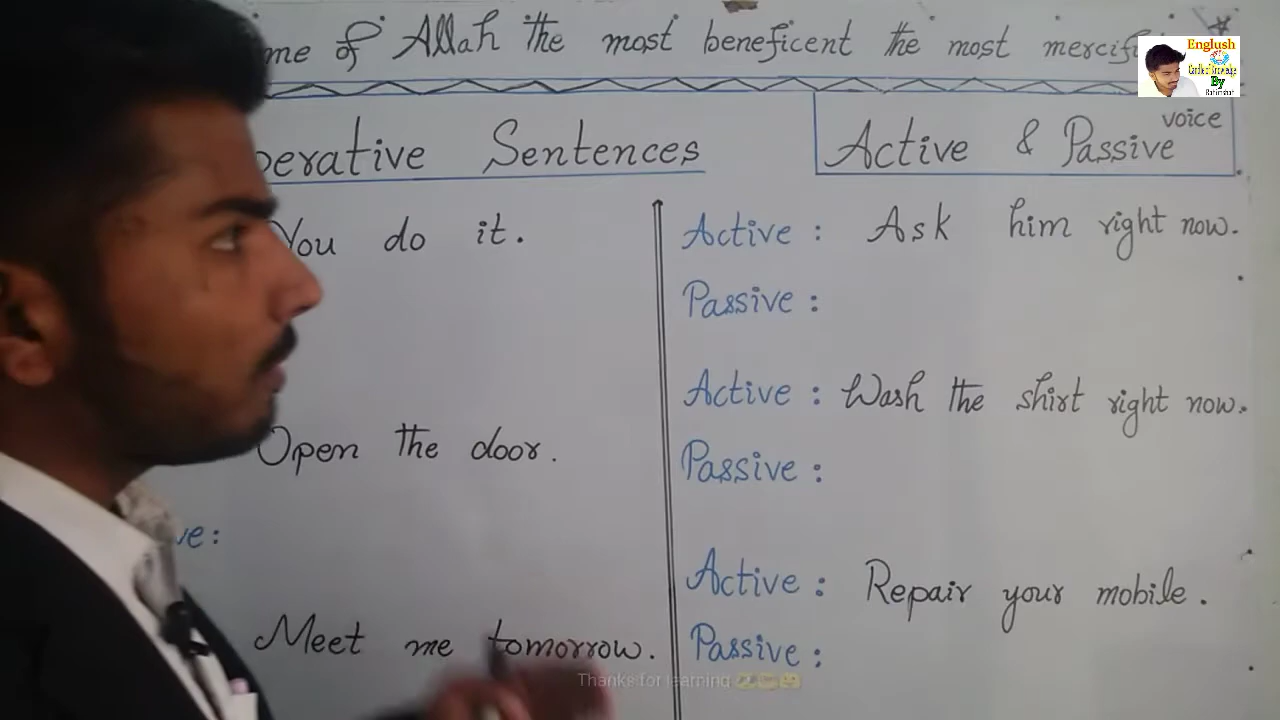 me of Allah the most beneficent the most mercif
Englush
By
perative Sentences
Active & Passive voice
You do it.
Open the door.
ve:
Meet me tomorrow.
Active : Ask him right now.
Passive :
Active : Wash the shirt right now.
Passive :
Active : Repair your mobile.
Passive :
Thanks for learning